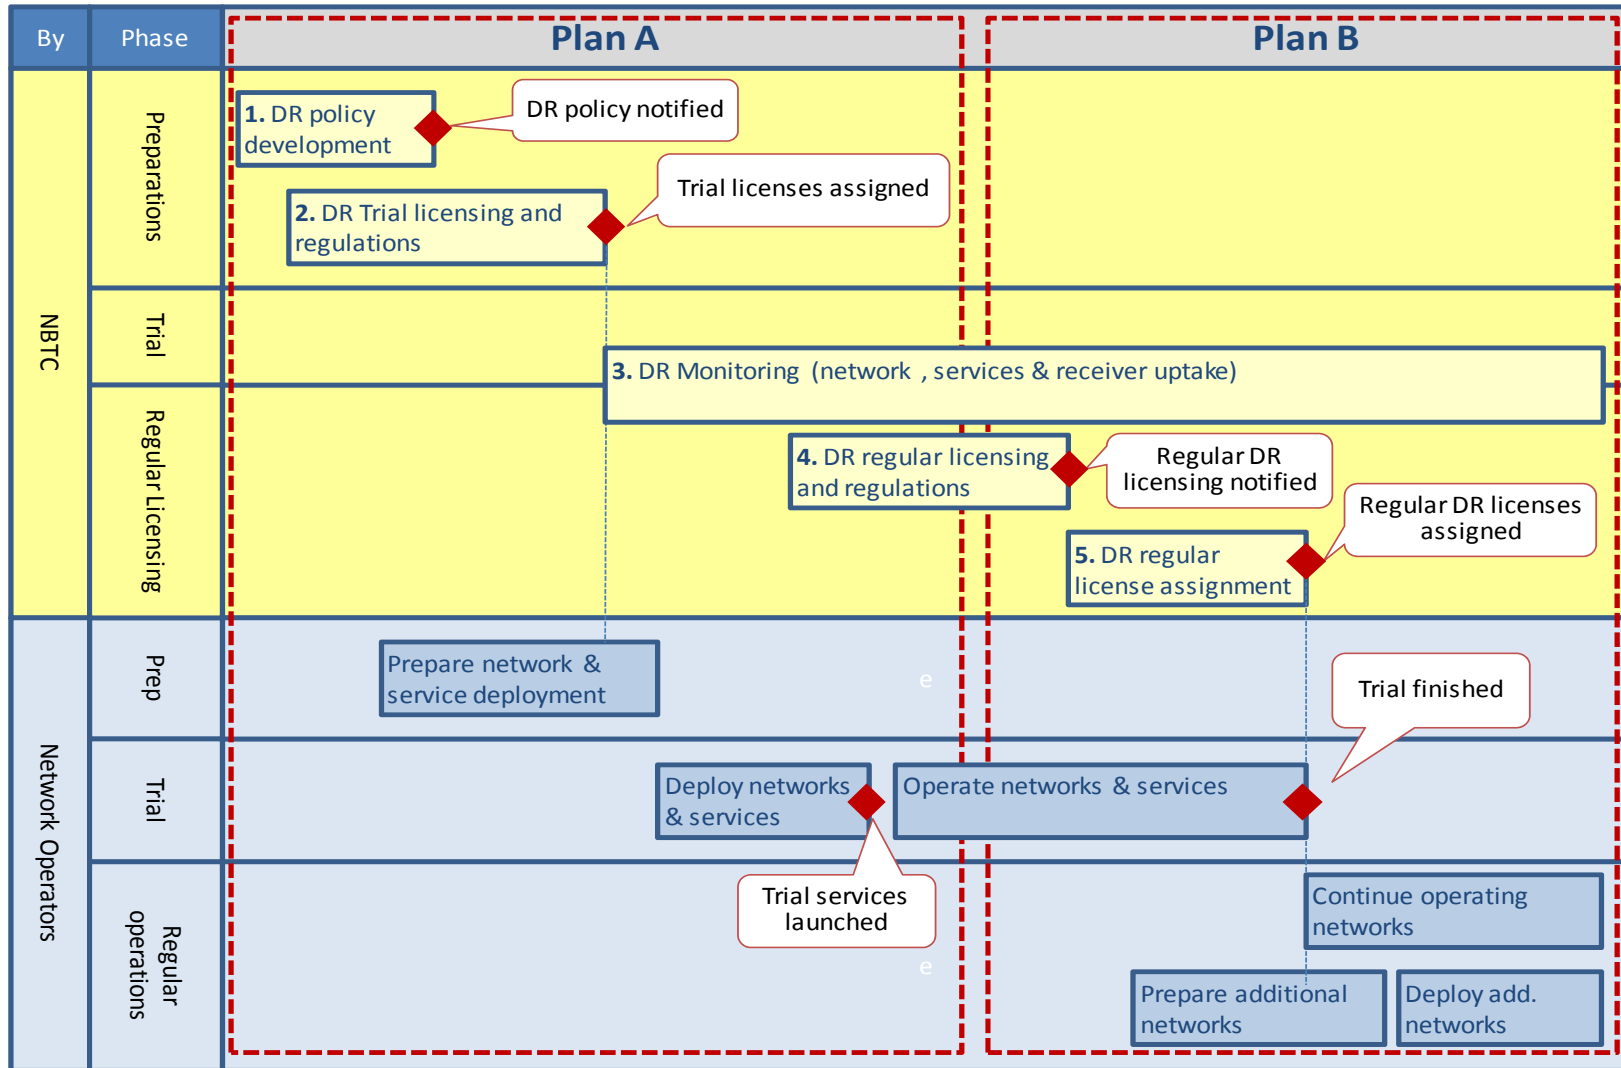 By
Phase
Plan A
Plan B
NBTC
Preparations
1. DR policy
development
DR policy notified
2. DR Trial licensing and
regulations
Trial licenses assigned
Trial
3. DR Monitoring (network , services & receiver uptake)
Regular Licensing
4. DR regular licensing
and regulations
Regular DR
licensing notified
5. DR regular
license assignment
Regular DR licenses
assigned
Network Operators
Prep
Prepare network &
service deployment
e
Trial finished
Trial
Deploy networks
& services
Operate networks & services
Trial services
launched
Regular
operations
Continue operating
networks
e
Prepare additional
networks
Deploy add.
networks